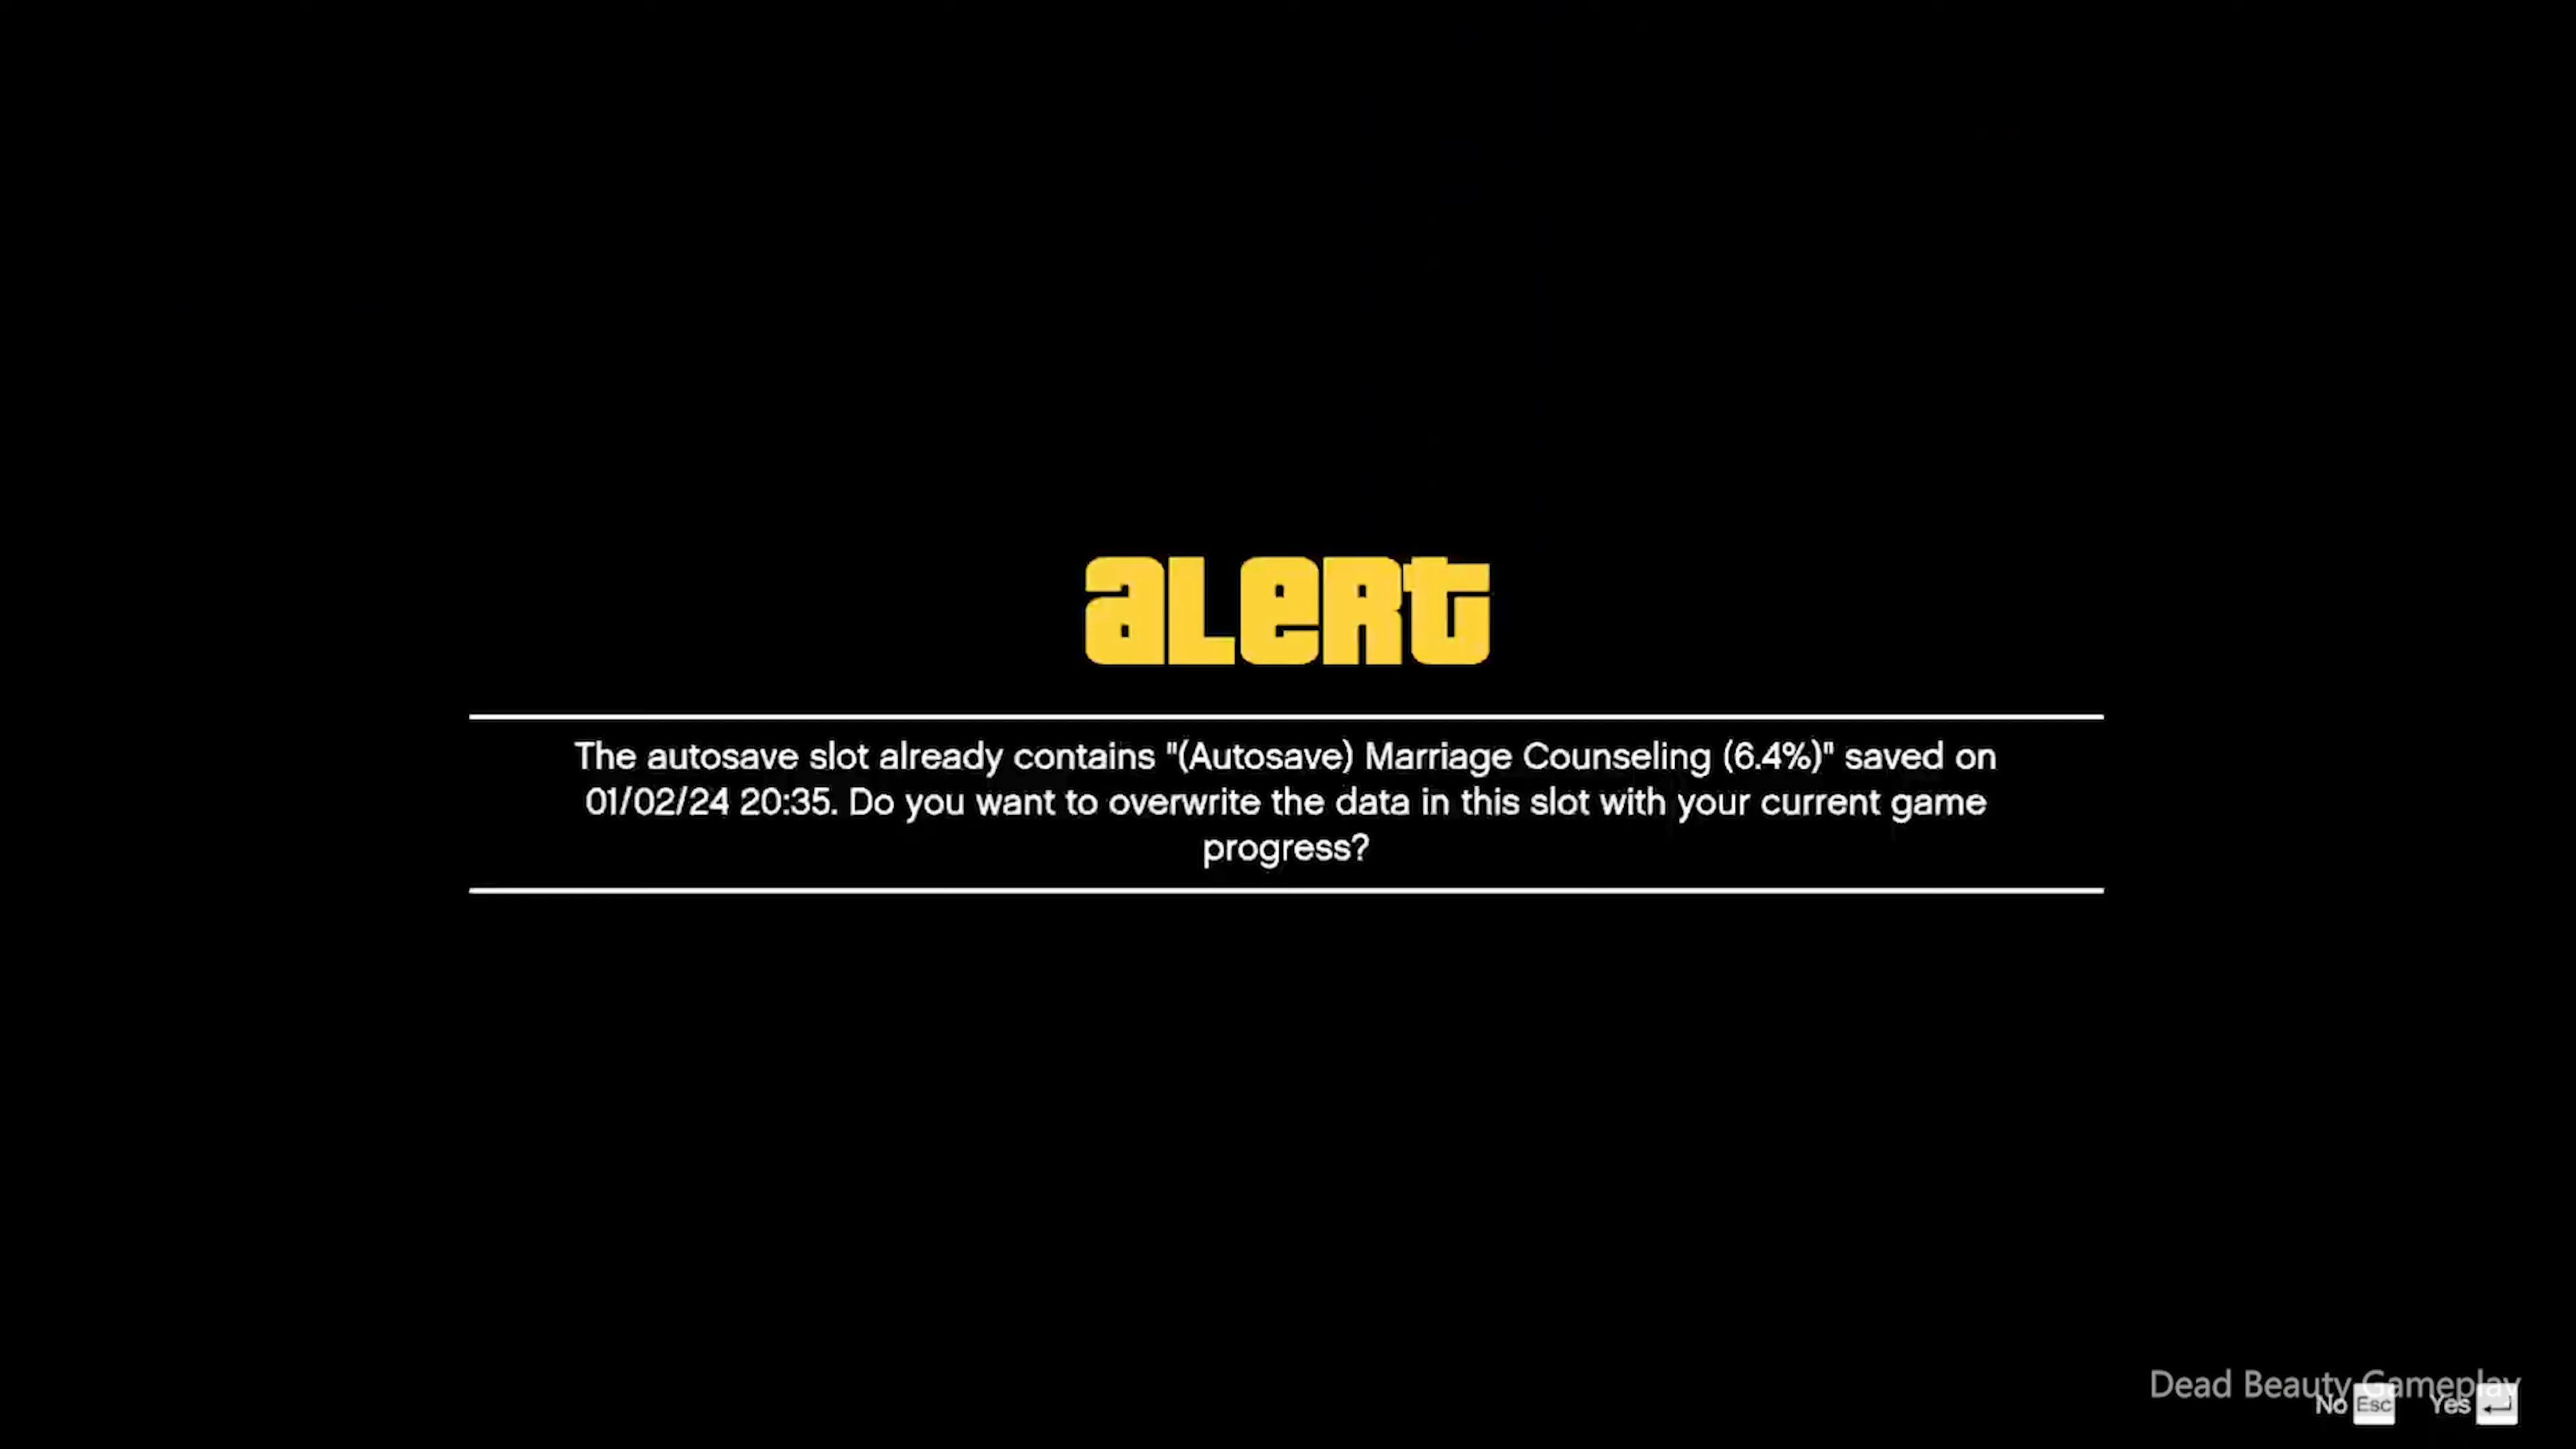 aLeRt
The autosave slot already contains "(Autosave) Marriage Counseling (6.4%)" saved on
01/02/24 20:35. Do you want to overwrite the data in this slot with your current game
progress?
Dead Beauty Gameplay
No Esc Yes